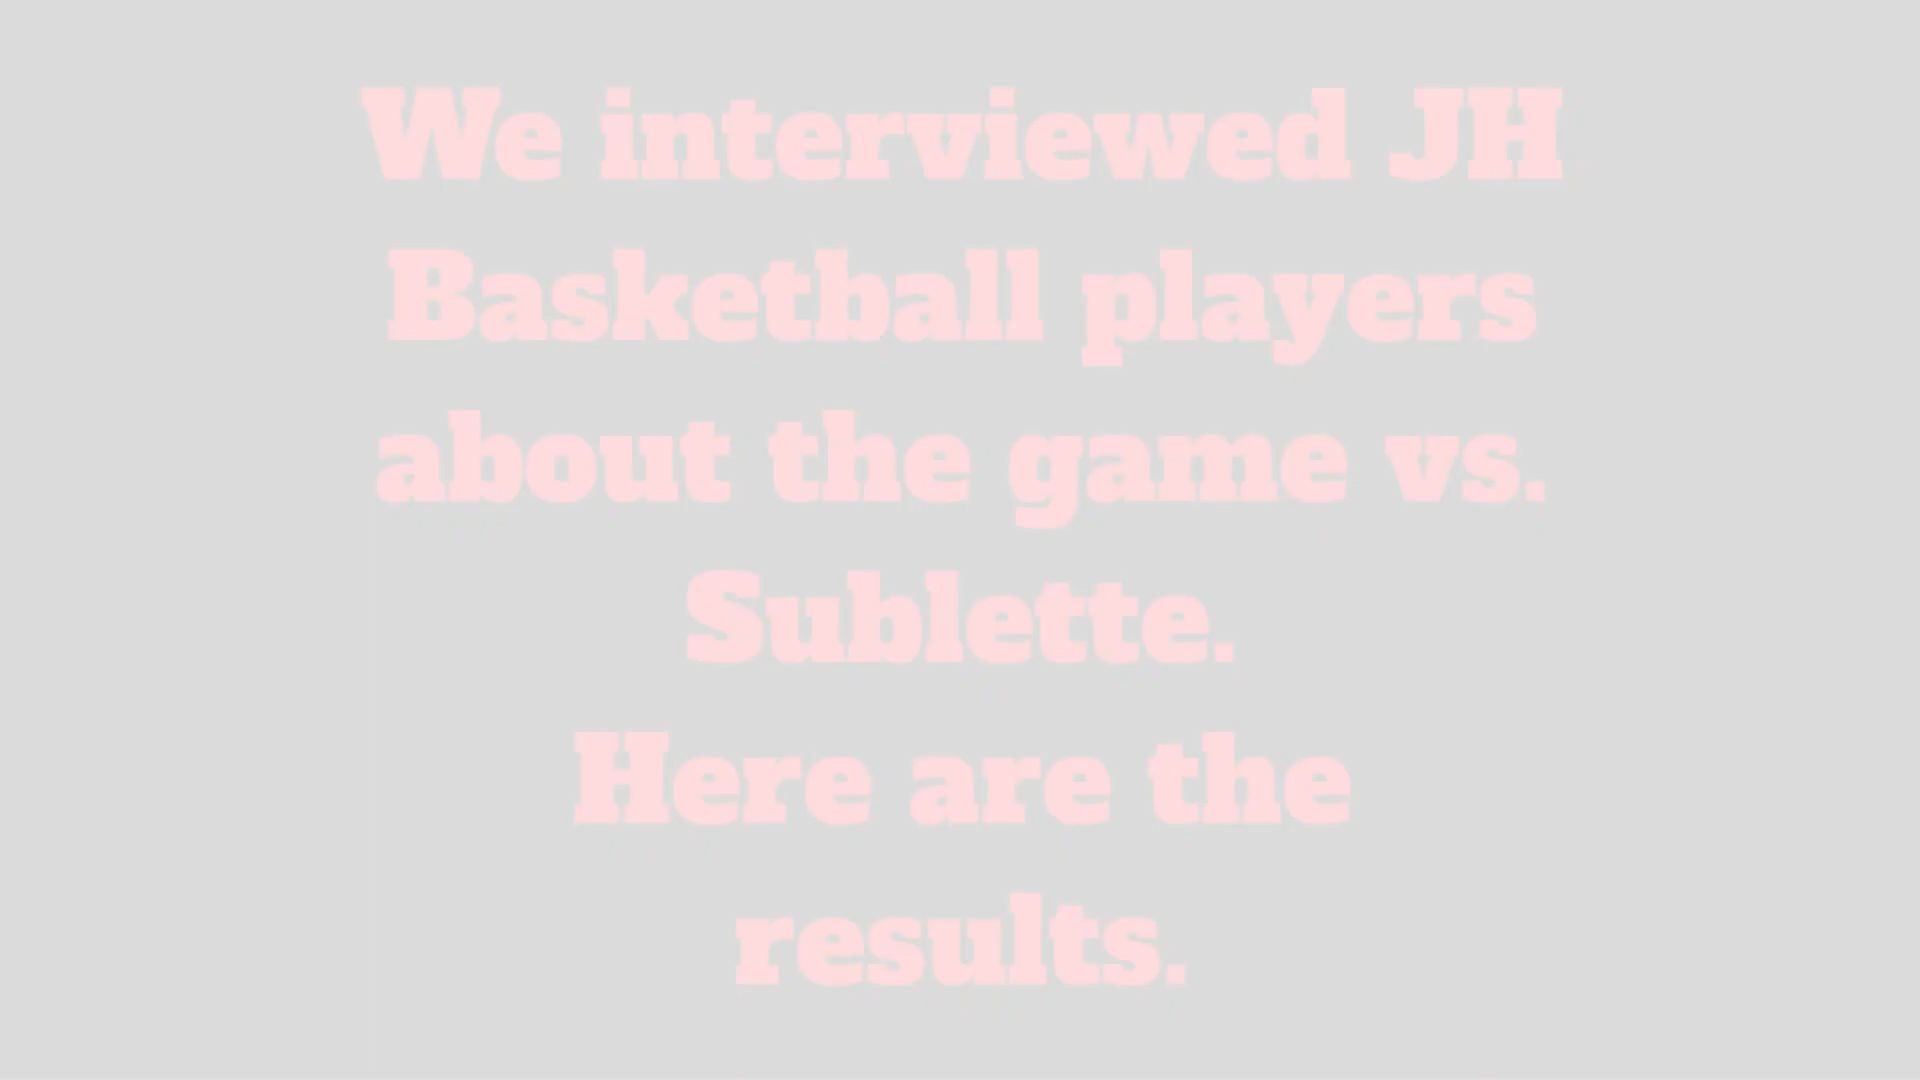 We interviewed JH
Basketball players
about the game vs.
Sublette.
Here are the
results.